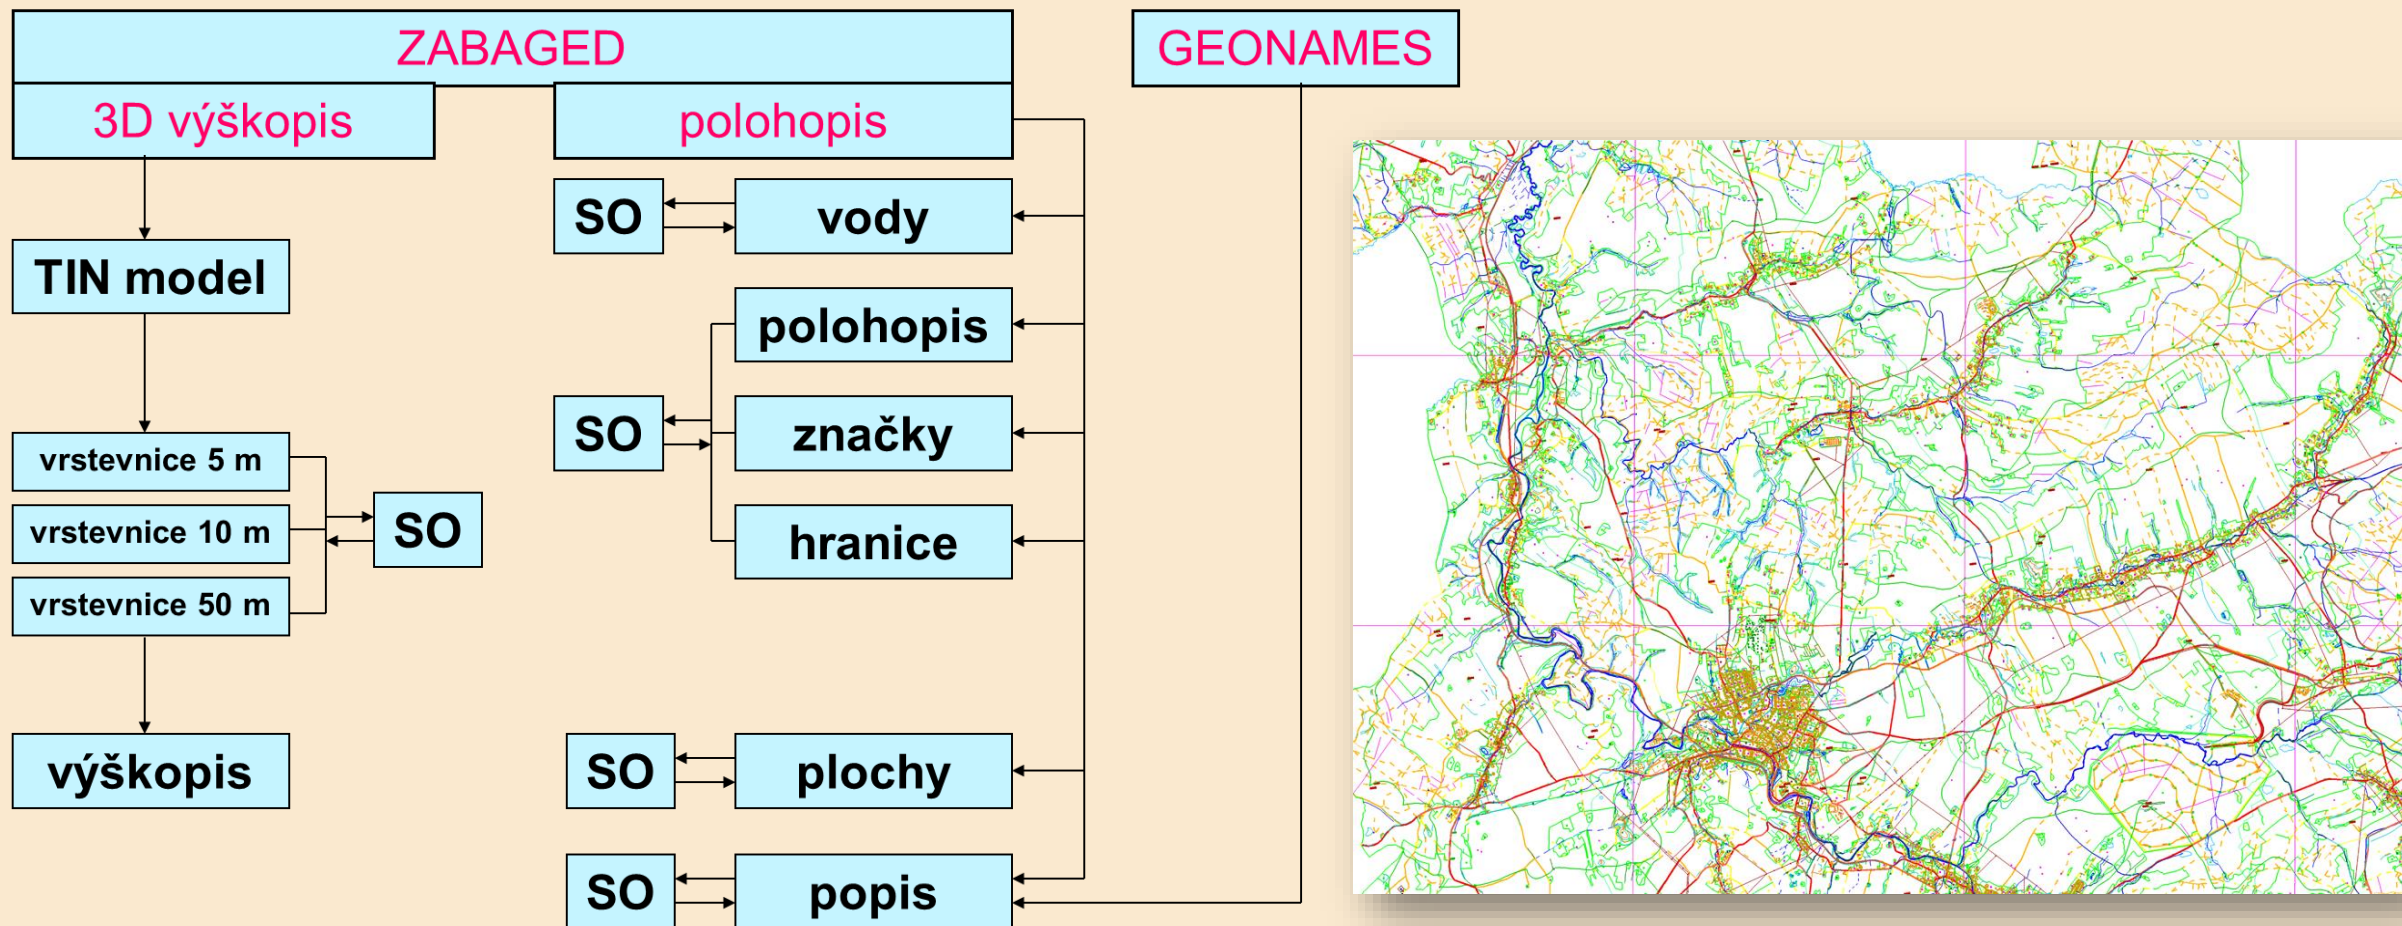 ZABAGED
GEONAMES
3D výškopis
polohopis
SO
vody
TIN model
polohopis
SO
značky
vrstevnice 5 m
vrstevnice 10 m
SO
hranice
vrstevnice 50 m
výškopis
SO
plochy
SO
popis